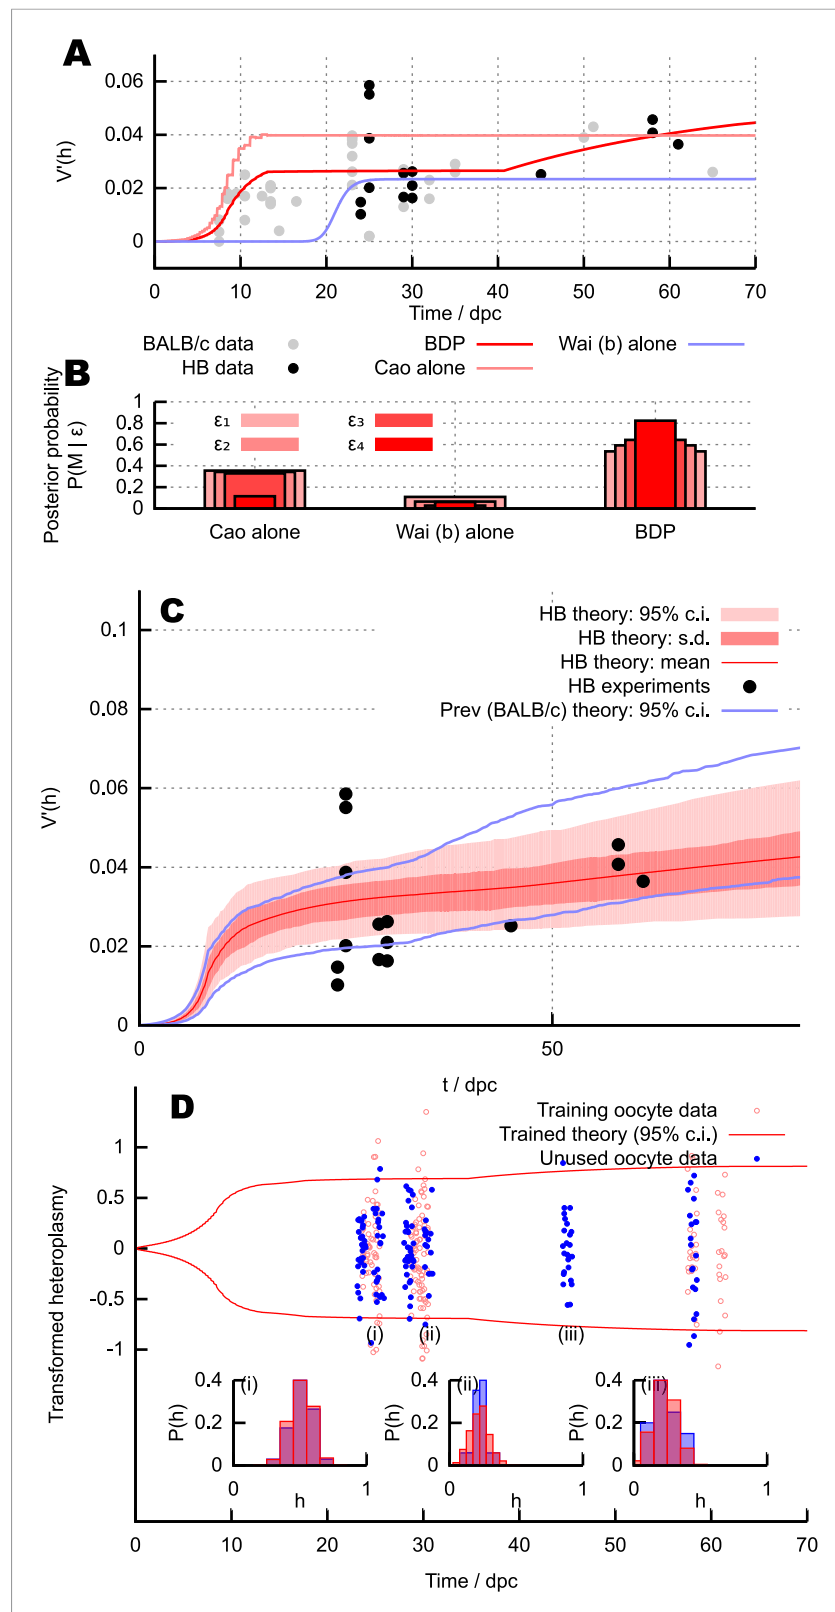 A
V'(h)
0.06
0.04
0.02
0
0 10 20 30 40 50 60 70
Time / dpc
BALB/c data
HB data
BDP
Cao alone
Wai (b) alone
B
Posterior probability
P(M | ε)
1
0.8
0.6
0.4
0.2
0
ε₁
ε₂
ε₃
ε₄
Cao alone Wai (b) alone BDP
C
HB theory: 95% c.i.
HB theory: s.d.
HB theory: mean
HB experiments
Prev (BALB/c) theory: 95% c.i.
V'(h)
0.1
0.08
0.06
0.04
0.02
0
0 50
t / dpc
D
Training oocyte data
Trained theory (95% c.i.)
Unused oocyte data
Transformed heteroplasmy
1
0.5
0
-0.5
-1
(i) (ii) (iii)
P(h)
0.4
0.2
0
(i)
0 1
h
P(h)
0.4
0.2
0
(ii)
0 1
h
P(h)
0.4
0.2
0
(iii)
0 1
h
0 10 20 30 40 50 60 70
Time / dpc